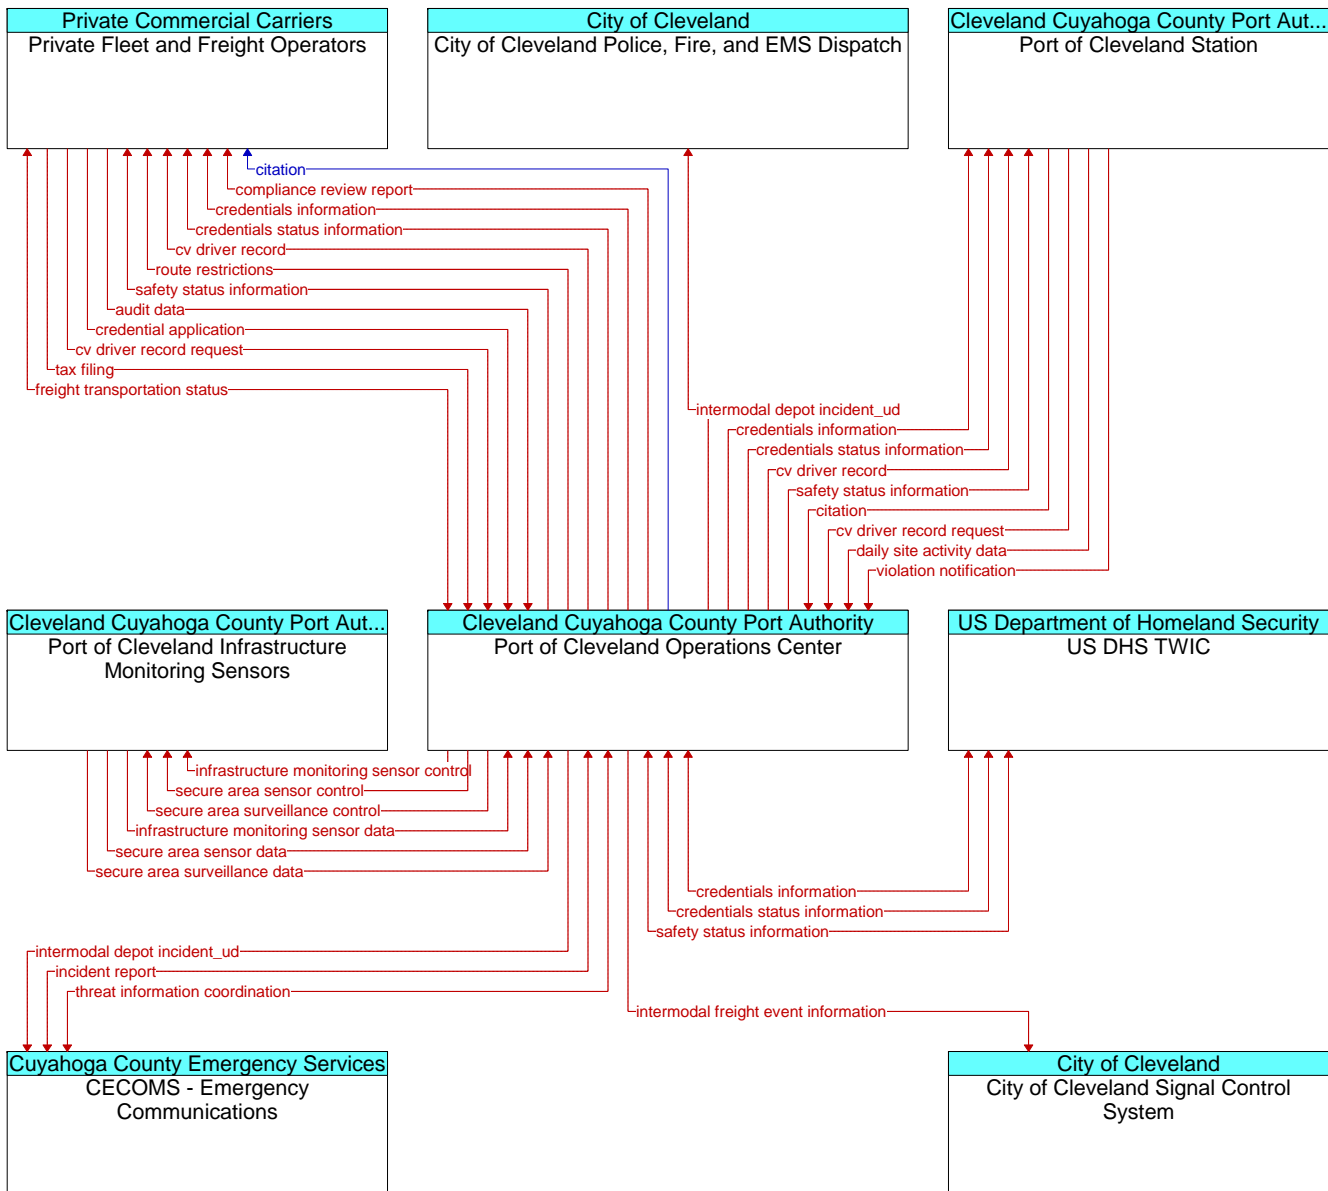 Private Commercial Carriers
Private Fleet and Freight Operators
City of Cleveland
City of Cleveland Police, Fire, and EMS Dispatch
Cleveland Cuyahoga County Port Aut...
Port of Cleveland Station
citation
compliance review report
credentials information
credentials status information
cv driver record
route restrictions
safety status information
audit data
credential application
cv driver record request
tax filing
freight transportation status
intermodal depot incident_ud
credentials information
credentials status information
cv driver record
safety status information
citation
cv driver record request
daily site activity data
violation notification
Cleveland Cuyahoga County Port Aut...
Port of Cleveland Infrastructure
Monitoring Sensors
Cleveland Cuyahoga County Port Authority
Port of Cleveland Operations Center
US Department of Homeland Security
US DHS TWIC
infrastructure monitoring sensor control
secure area sensor control
secure area surveillance control
infrastructure monitoring sensor data
secure area sensor data
secure area surveillance data
credentials information
credentials status information
safety status information
intermodal depot incident_ud
incident report
threat information coordination
intermodal freight event information
Cuyahoga County Emergency Services
CECOMS - Emergency
Communications
City of Cleveland
City of Cleveland Signal Control
System